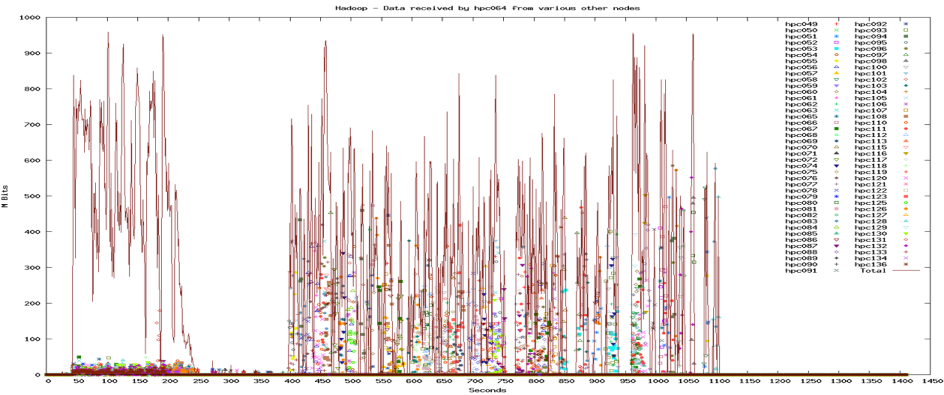 Hadoop - Data received by hpc064 from various other nodes
1000
900
800
700
600
500
400
300
200
100
0
M Bits
hpc049 hpc092
hpc050 hpc093
hpc051 hpc094
hpc052 hpc095
hpc053 hpc096
hpc054 hpc097
hpc055 hpc098
hpc056 hpc100
hpc057 hpc101
hpc058 hpc102
hpc059 hpc103
hpc060 hpc104
hpc061 hpc105
hpc062 hpc106
hpc063 hpc107
hpc065 hpc108
hpc066 hpc110
hpc067 hpc111
hpc068 hpc112
hpc069 hpc113
hpc070 hpc115
hpc071 hpc116
hpc072 hpc117
hpc074 hpc118
hpc075 hpc119
hpc076 hpc120
hpc077 hpc121
hpc078 hpc122
hpc079 hpc123
hpc080 hpc125
hpc081 hpc126
hpc082 hpc127
hpc083 hpc128
hpc084 hpc129
hpc085 hpc130
hpc086 hpc131
hpc087 hpc132
hpc088 hpc133
hpc089 hpc134
hpc090 hpc136
hpc091 Total
0 50 100 150 200 250 300 350 400 450 500 550 600 650 700 750 800 850 900 950 1000 1050 1100 1150 1200 1250 1300 1350 1400 1450
Seconds